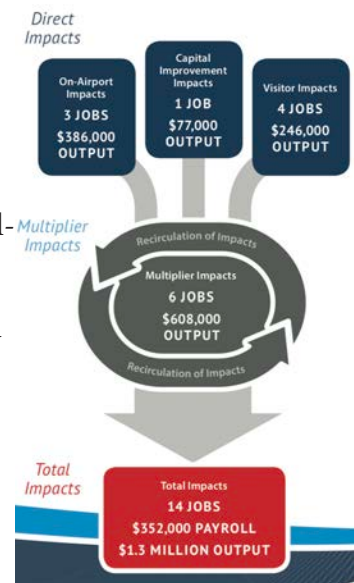 Direct
Impacts
On-Airport
Impacts
3 JOBS
$386,000
OUTPUT
Capital
Improvement
Impacts
1 JOB
$77,000
OUTPUT
Visitor Impacts
4 JOBS
$246,000
OUTPUT
Multiplier
Impacts
Recirculation of Impacts
Multiplier Impacts
6 JOBS
$608,000
OUTPUT
Recirculation of Impacts
Total
Impacts
Total Impacts
14 JOBS
$352,000 PAYROLL
$1.3 MILLION OUTPUT